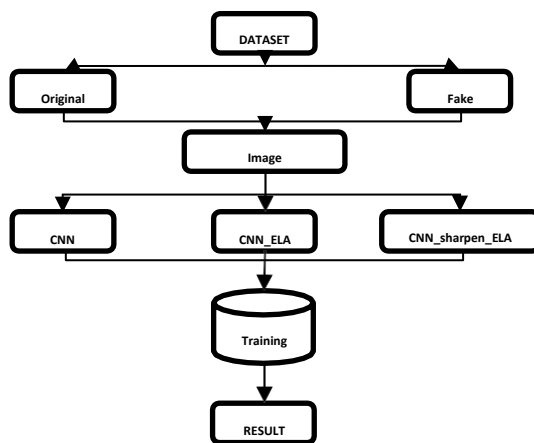 DATASET
Original
Fake
Image
CNN
CNN_ELA
CNN_sharpen_ELA
Training
RESULT